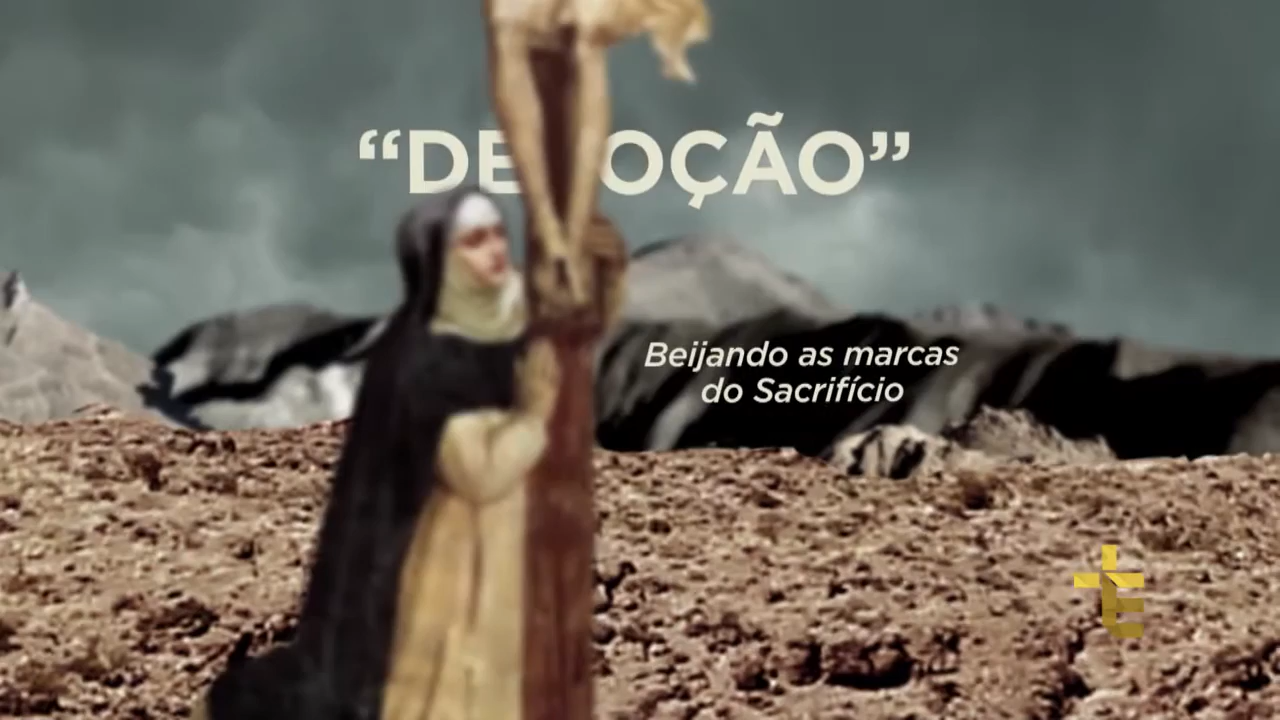 “DE OÇÃO”
Beijando as marcas
do Sacrifício